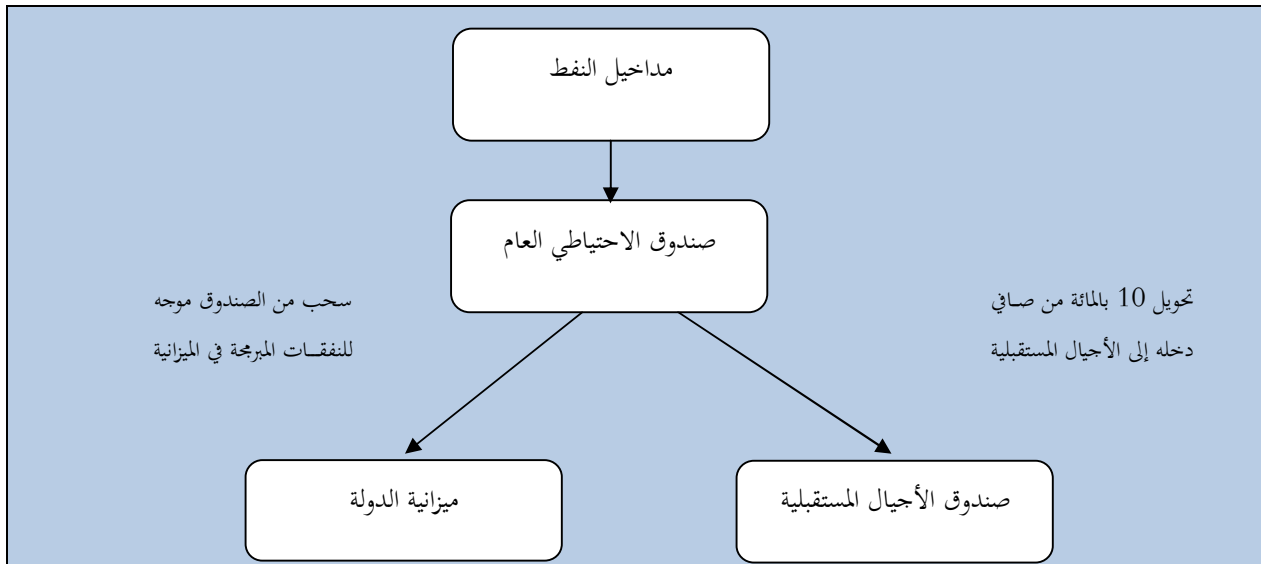 مداخيل النفط
صندوق الاحتياطي العام
تحويل 10 بالمائة من صافي
دخله إلى الأجيال المستقبلية
سحب من الصندوق موجه
للنفقات المبرمجة في الميزانية
صندوق الأجيال المستقبلية
ميزانية الدولة